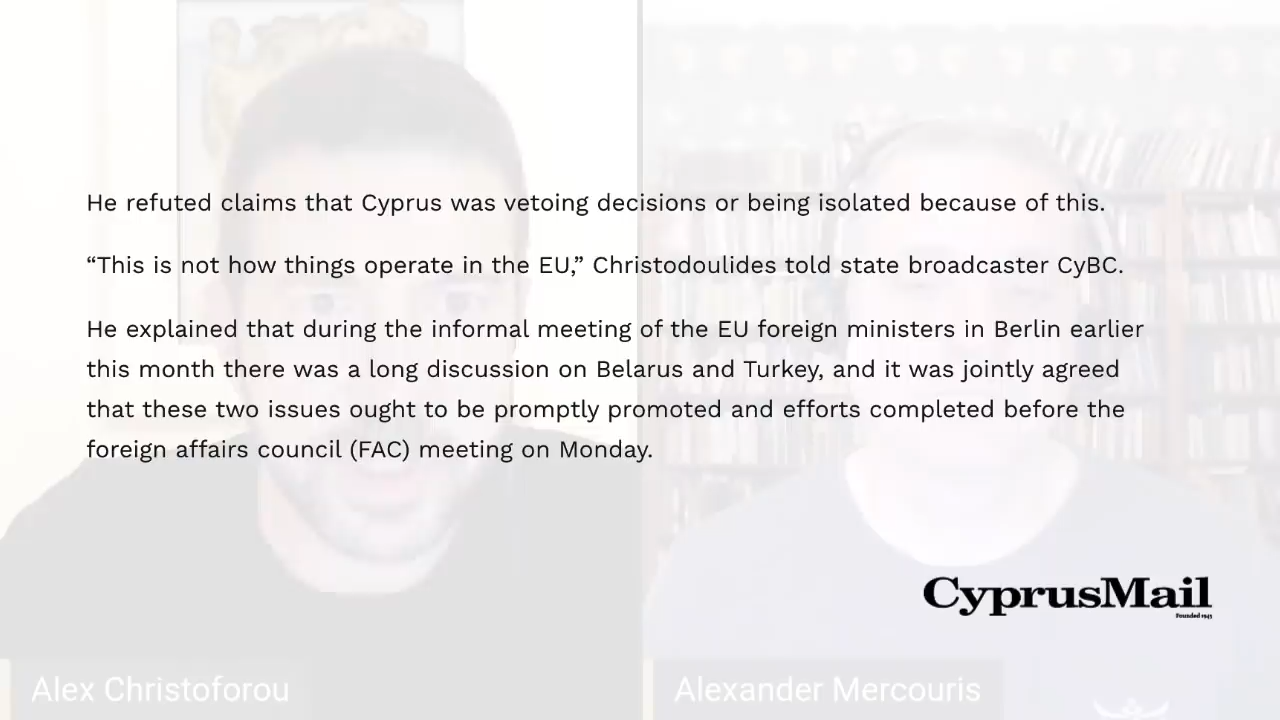 He refuted claims that Cyprus was vetoing decisions or being isolated because of this.
“This is not how things operate in the EU,” Christodoulides told state broadcaster CyBC.
He explained that during the informal meeting of the EU foreign ministers in Berlin earlier
this month there was a long discussion on Belarus and Turkey, and it was jointly agreed
that these two issues ought to be promptly promoted and efforts completed before the
foreign affairs council (FAC) meeting on Monday.
CyprusMail
Founded 1945
Alex Christoforou
Alexander Mercouris